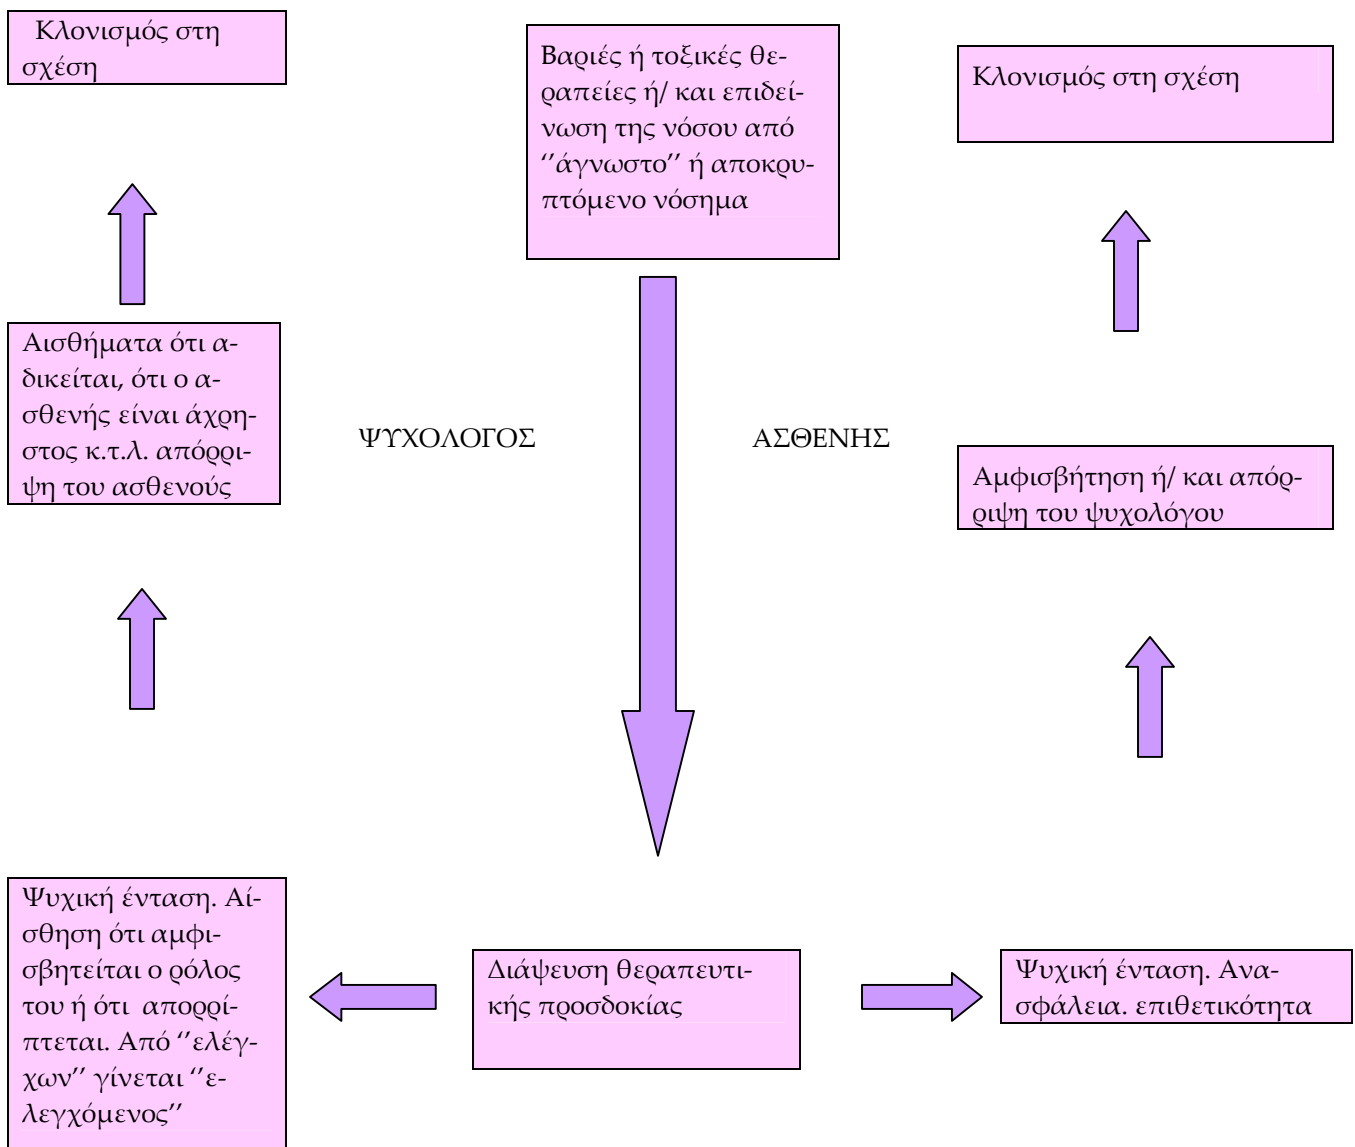 Κλονισμός στη
σχέση
Βαριές ή τοξικές θε-
ραπείες ή/ και επιδεί-
νωση της νόσου από
‘’άγνωστο’’ ή αποκρυ-
πτόμενο νόσημα
Κλονισμός στη σχέση
Αισθήματα ότι α-
δικείται, ότι ο α-
σθενής είναι άχρη-
στος κ.τ.λ. απόρρι-
ψη του ασθενούς
ΨΥΧΟΛΟΓΟΣ
ΑΣΘΕΝΗΣ
Αμφισβήτηση ή/ και απόρ-
ριψη του ψυχολόγου
Ψυχική ένταση. Αί-
σθηση ότι αμφι-
σβητείται ο ρόλος
του ή ότι απορρί-
πτεται. Από ‘’ελέγ-
χων’’ γίνεται ‘’ε-
λεγχόμενος’’
Διάψευση θεραπευτι-
κής προσδοκίας
Ψυχική ένταση. Ανα-
σφάλεια. επιθετικότητα